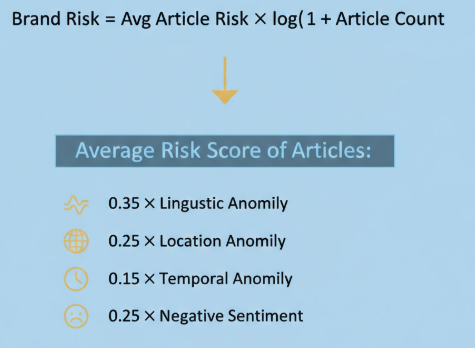 Brand Risk = Avg Article Risk × log(1 + Article Count
Average Risk Score of Articles:
0.35 × Lingustic Anomily
0.25 × Location Anomily
0.15 × Temporal Anomily
0.25 × Negative Sentiment